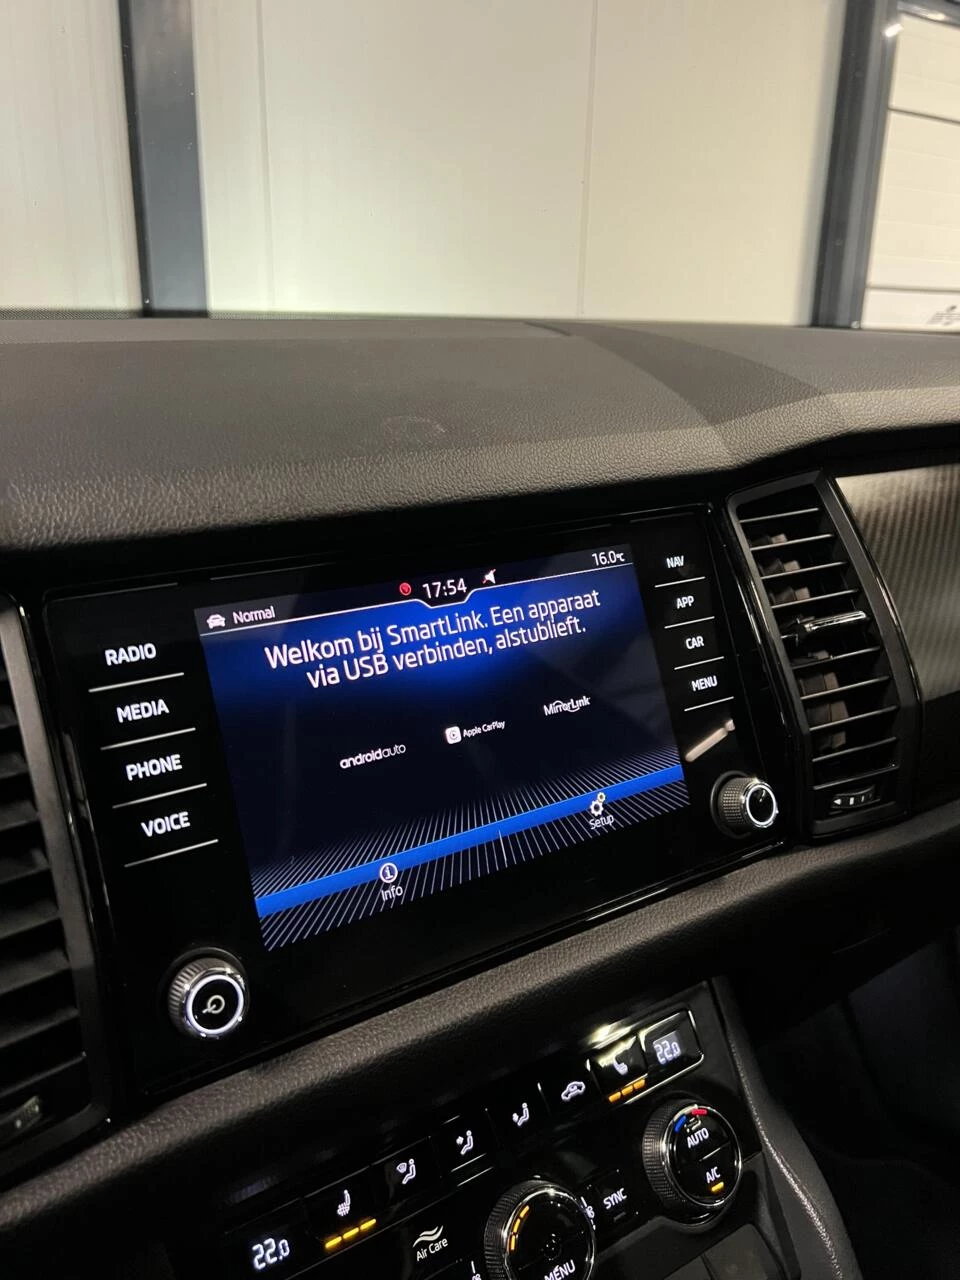 Normal
17:54
16.0°C
Welkom bij SmartLink. Een apparaat
via USB verbinden, alstublieft.
androidauto
Apple CarPlay
MirrorLink
Info
Setup
RADIO
MEDIA
PHONE
VOICE
NAV
APP
CAR
MENU
22.0
22.0
Air Care
MENU
SYNC
AUTO
A/C